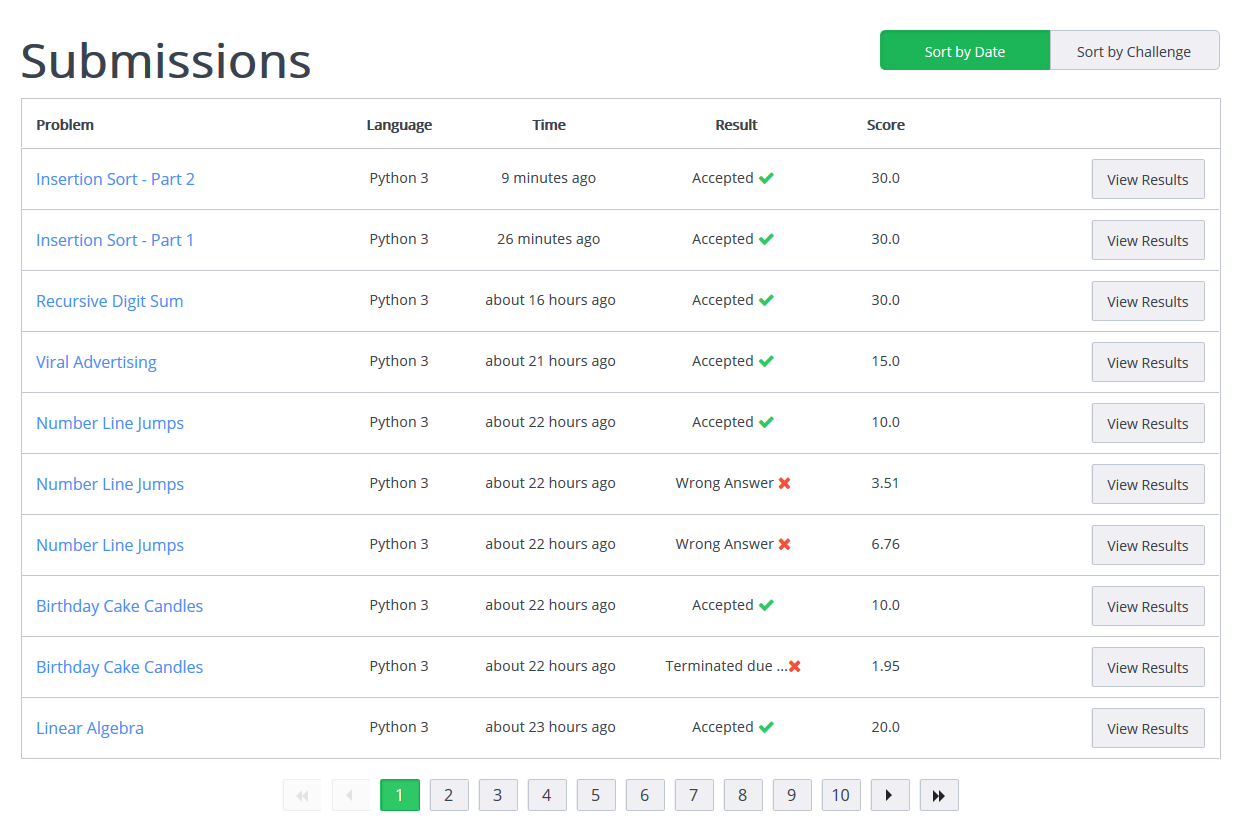 Submissions
Sort by Date Sort by Challenge
Problem Language Time Result Score
Insertion Sort - Part 2 Python 3 9 minutes ago Accepted 30.0 View Results
Insertion Sort - Part 1 Python 3 26 minutes ago Accepted 30.0 View Results
Recursive Digit Sum Python 3 about 16 hours ago Accepted 30.0 View Results
Viral Advertising Python 3 about 21 hours ago Accepted 15.0 View Results
Number Line Jumps Python 3 about 22 hours ago Accepted 10.0 View Results
Number Line Jumps Python 3 about 22 hours ago Wrong Answer 3.51 View Results
Number Line Jumps Python 3 about 22 hours ago Wrong Answer 6.76 View Results
Birthday Cake Candles Python 3 about 22 hours ago Accepted 10.0 View Results
Birthday Cake Candles Python 3 about 22 hours ago Terminated due ... 1.95 View Results
Linear Algebra Python 3 about 23 hours ago Accepted 20.0 View Results
1 2 3 4 5 6 7 8 9 10